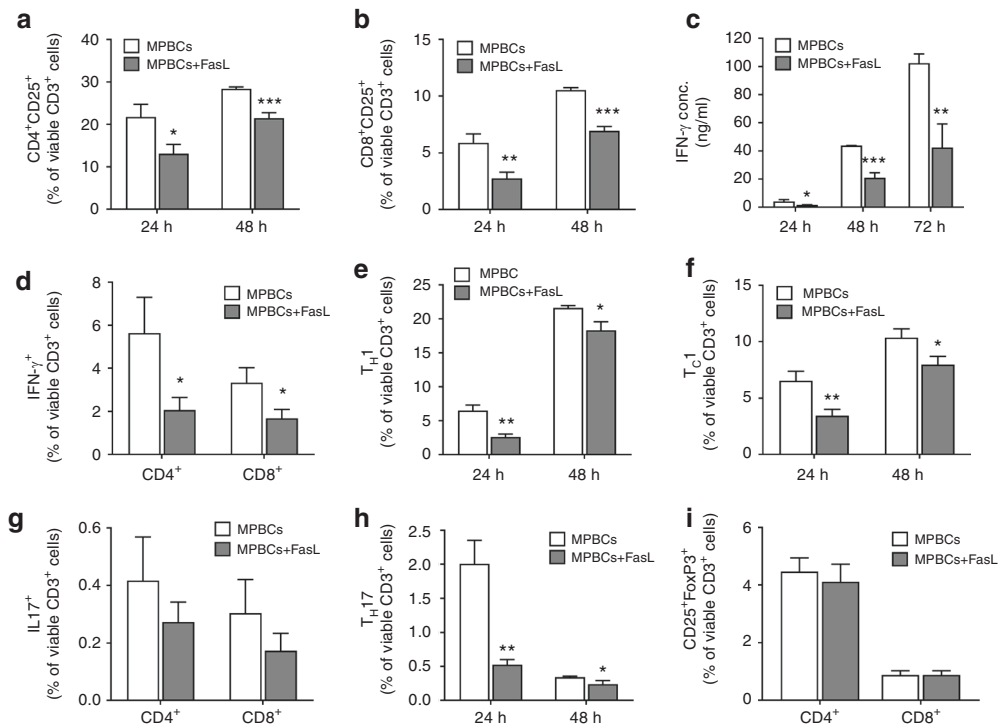 a
CD4⁺CD25⁺
(% of viable CD3⁺ cells)
40
30
20
10
0
MPBCs
MPBCs+FasL
*
***
24 h
48 h
b
CD8⁺CD25⁺
(% of viable CD3⁺ cells)
15
10
5
0
MPBCs
MPBCs+FasL
**
***
24 h
48 h
c
IFN-γ conc.
(ng/ml)
120
100
80
60
40
20
0
MPBCs
MPBCs+FasL
*
***
**
24 h
48 h
72 h
d
IFN-γ⁺
(% of viable CD3⁺ cells)
8
6
4
2
0
MPBCs
MPBCs+FasL
*
*
CD4⁺
CD8⁺
e
T_H1
(% of viable CD3⁺ cells)
25
20
15
10
5
0
MPBC
MPBCs+FasL
**
*
24 h
48 h
f
T_C1
(% of viable CD3⁺ cells)
15
10
5
0
MPBCs
MPBCs+FasL
**
*
24 h
48 h
g
IL17⁺
(% of viable CD3⁺ cells)
0.6
0.4
0.2
0.0
MPBCs
MPBCs+FasL
CD4⁺
CD8⁺
h
T_H17
(% of viable CD3⁺ cells)
2.5
2.0
1.5
1.0
0.5
0.0
MPBCs
MPBCs+FasL
**
*
24 h
48 h
i
CD25⁺FoxP3⁺
(% of viable CD3⁺ cells)
6
4
2
0
MPBCs
MPBCs+FasL
CD4⁺
CD8⁺